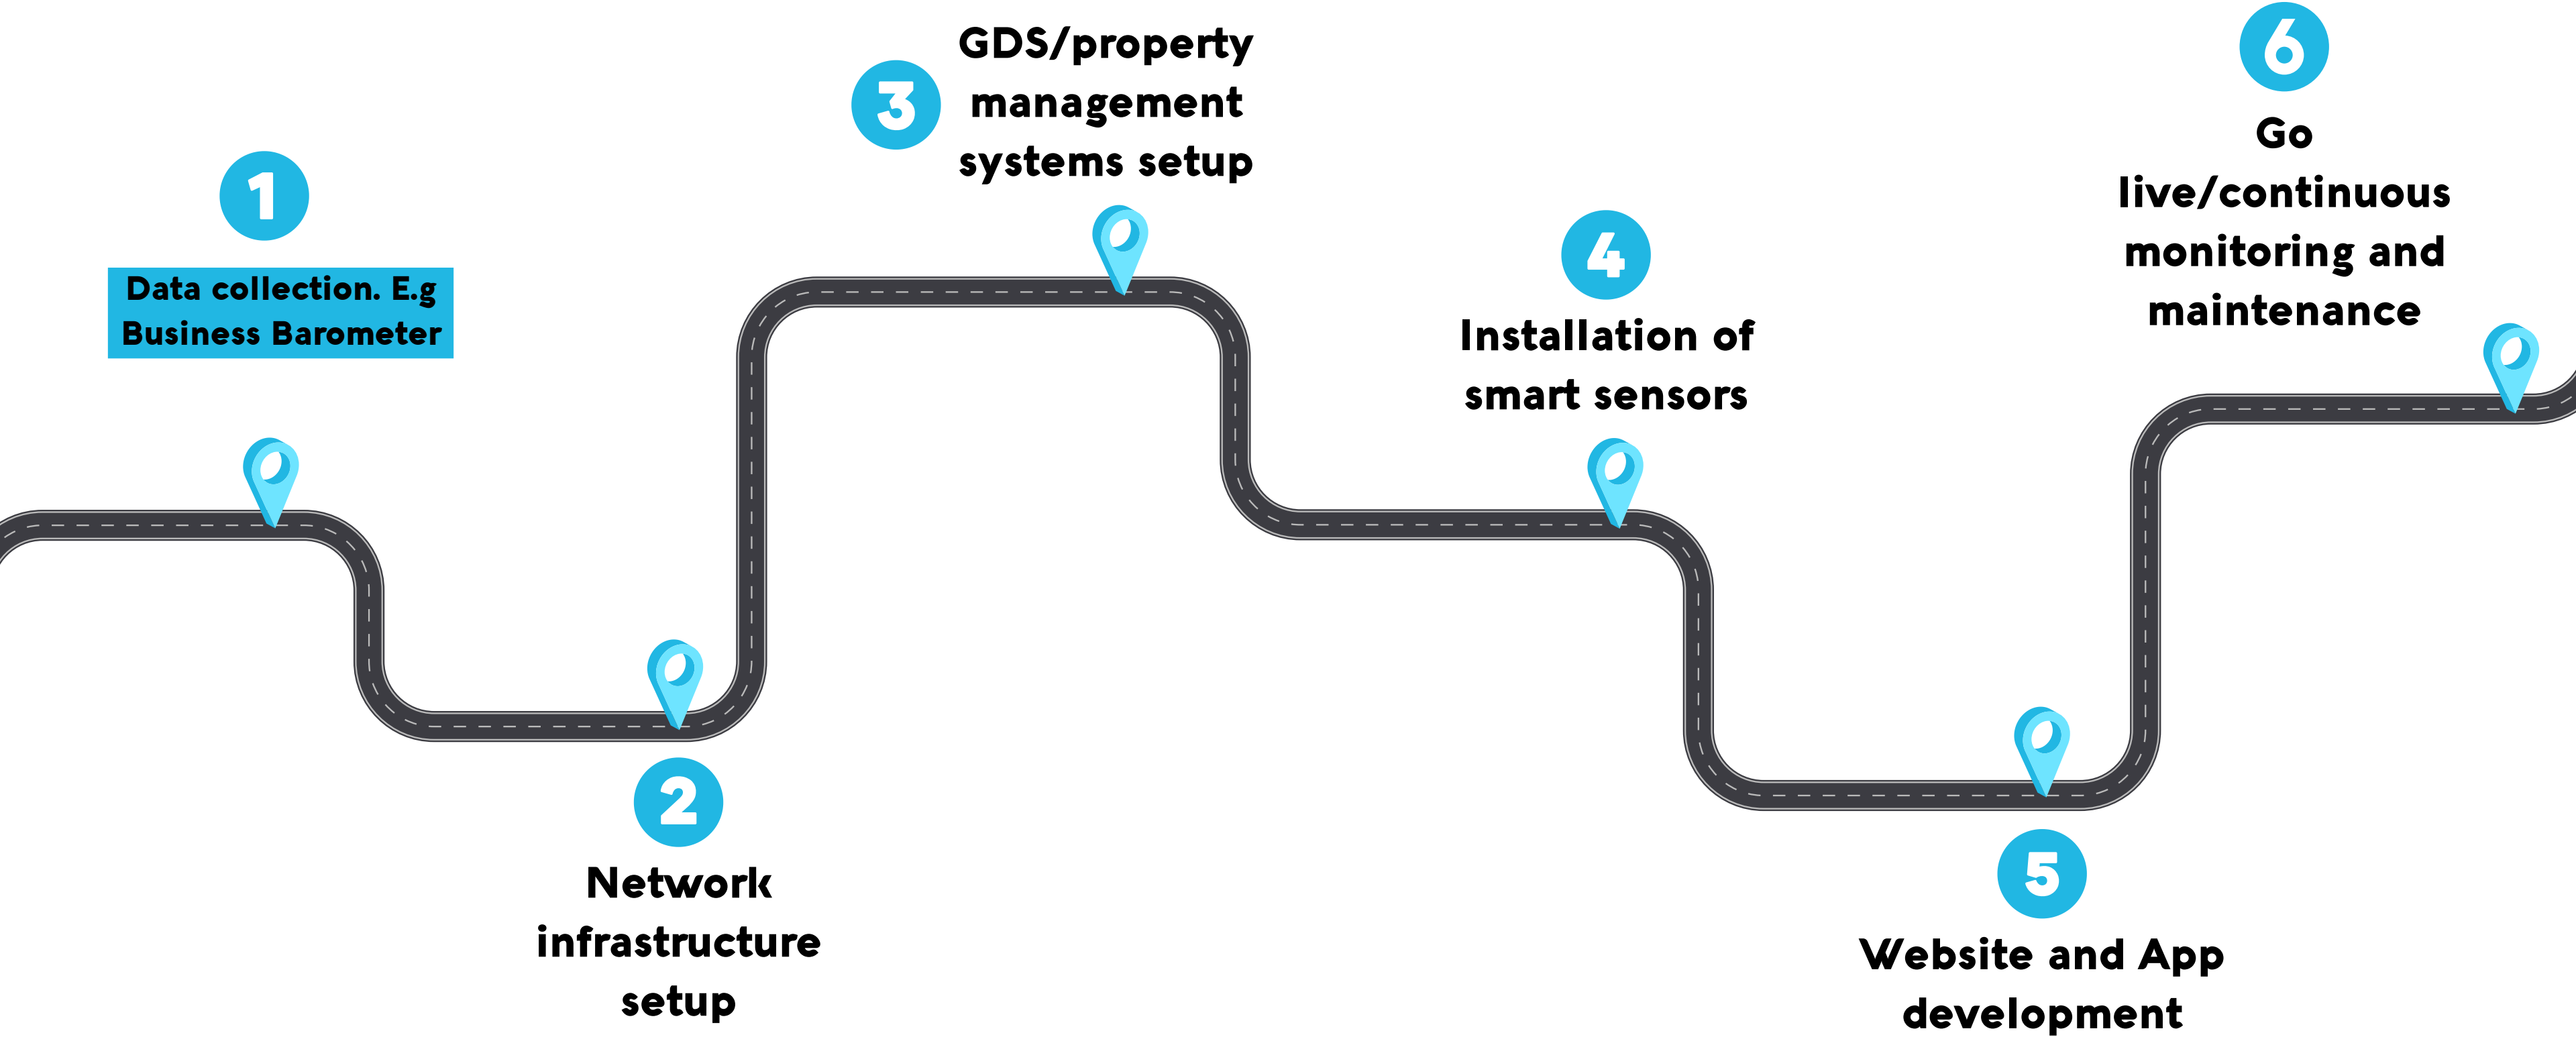 1
Data collection. E.g
Business Barometer
2
Network
infrastructure
setup
3
GDS/property
management
systems setup
4
Installation of
smart sensors
5
Website and App
development
6
Go
live/continuous
monitoring and
maintenance